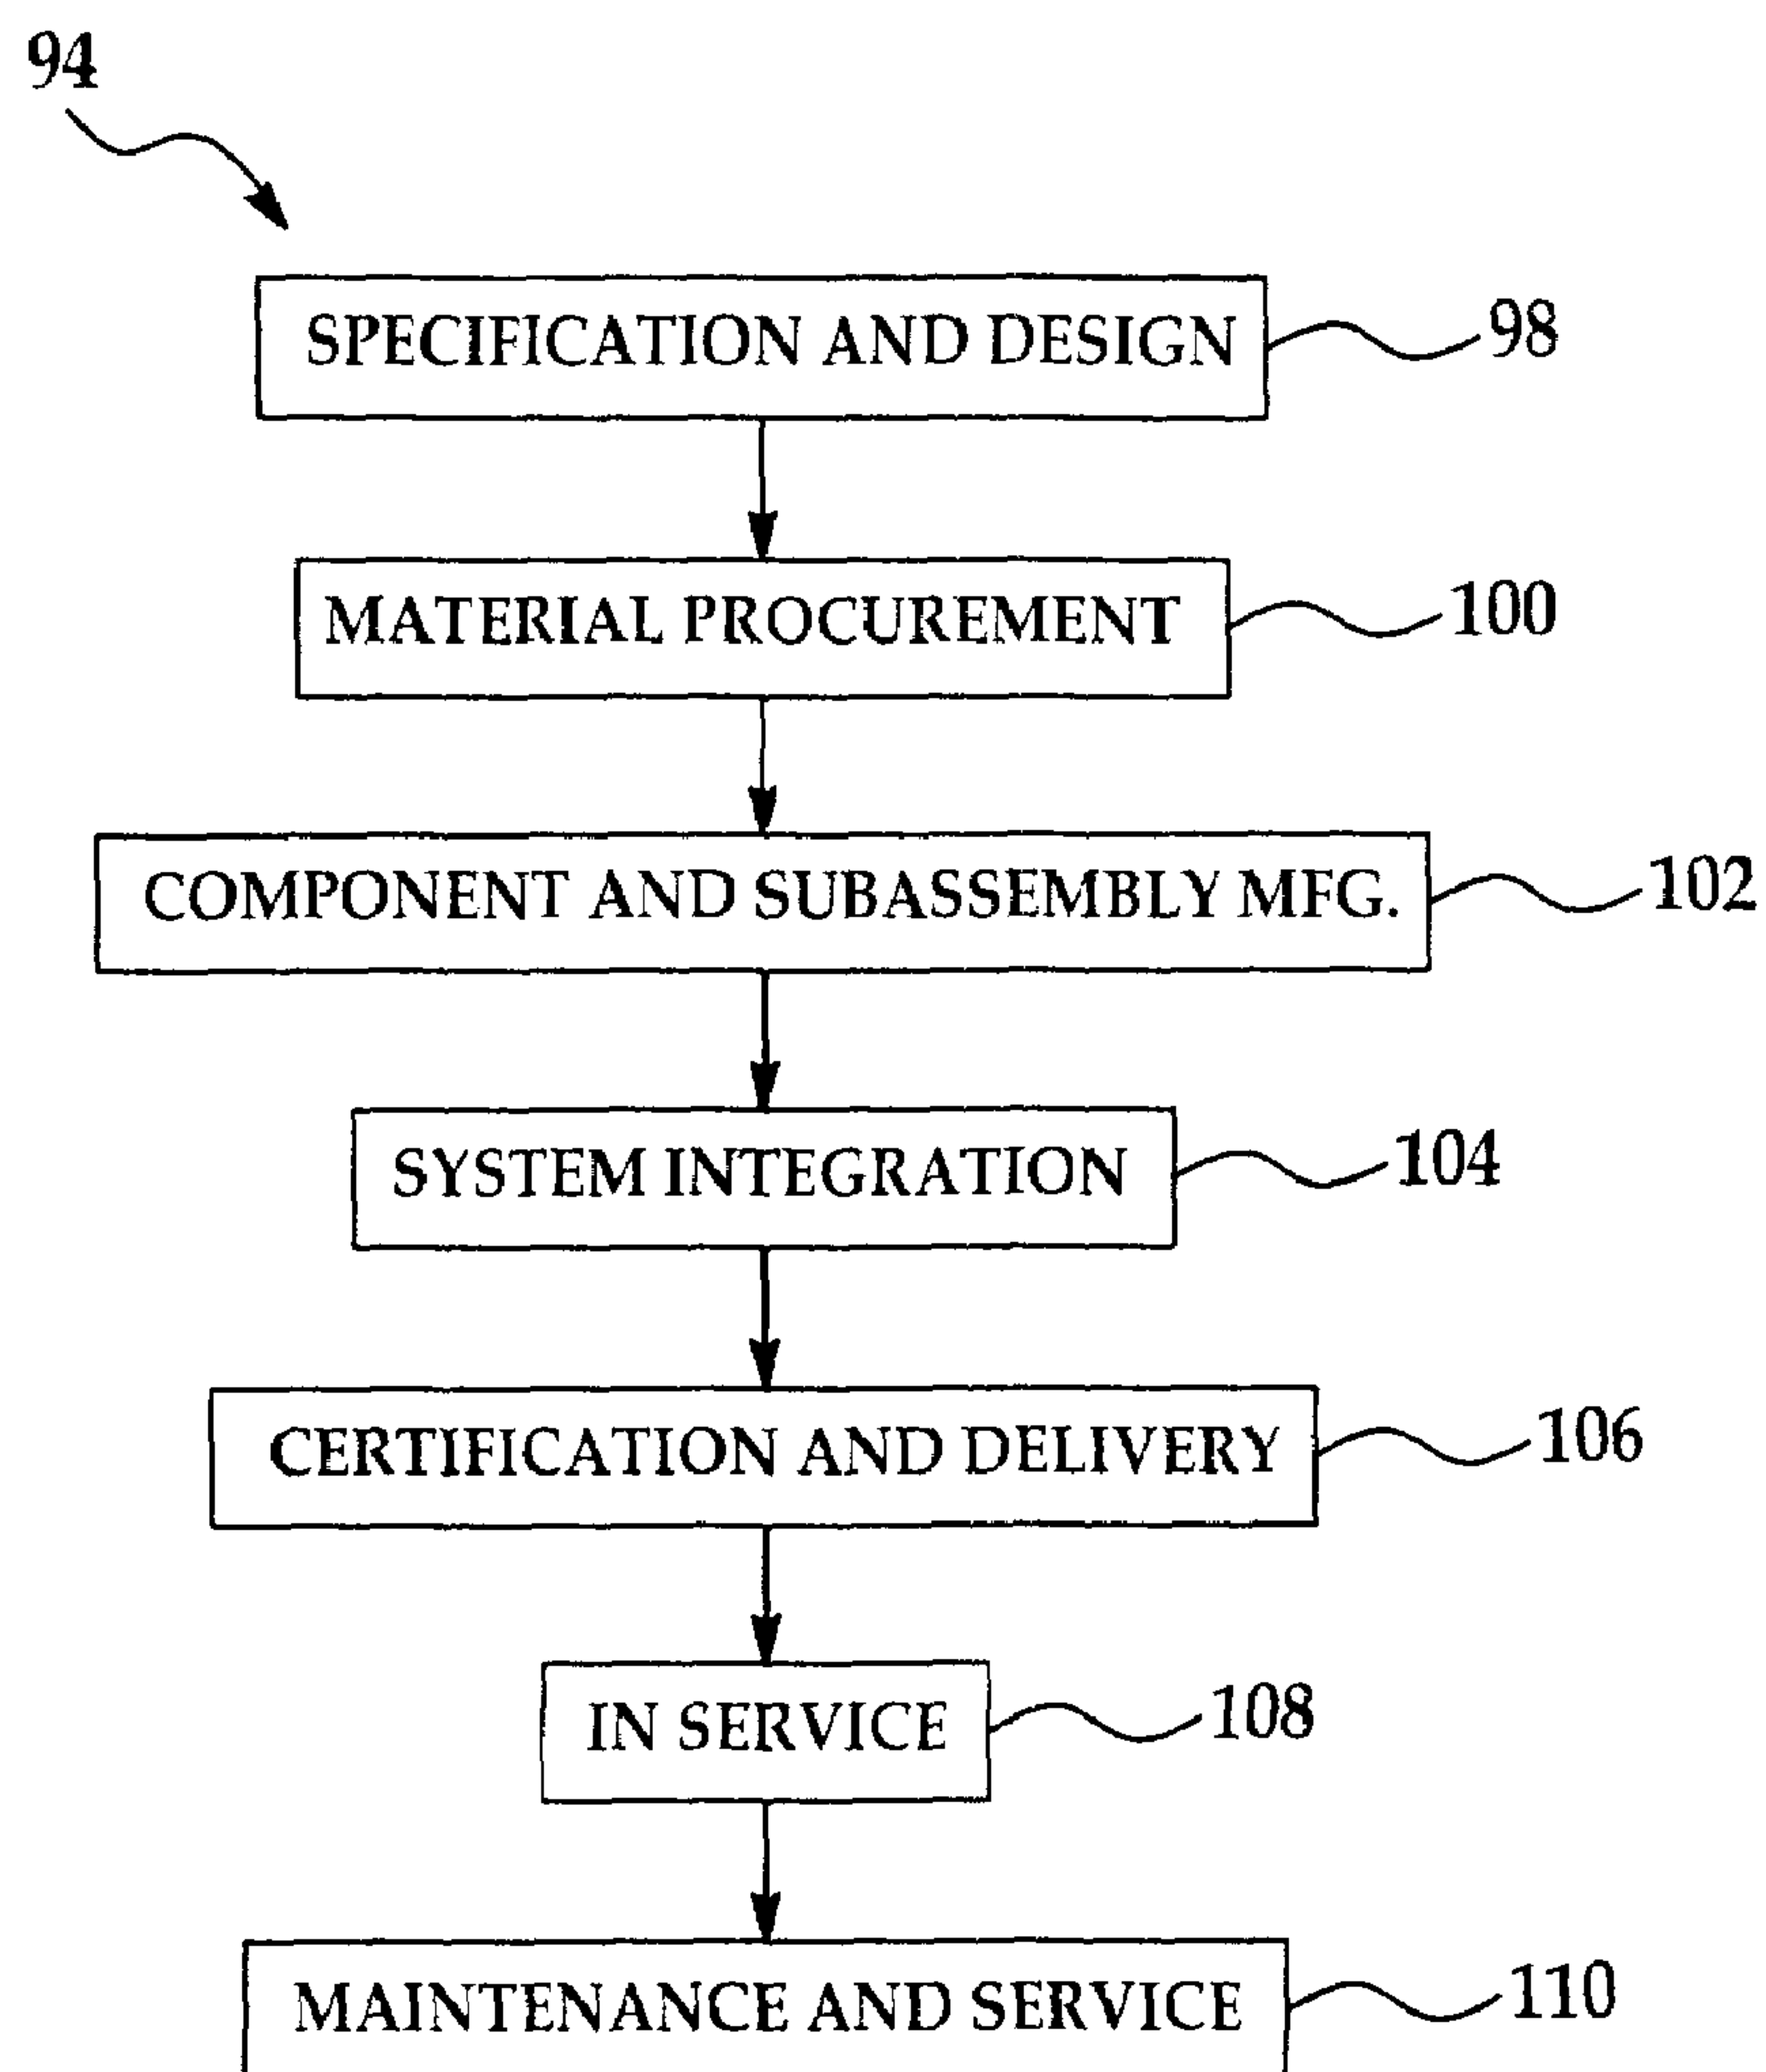 94
SPECIFICATION AND DESIGN
98
MATERIAL PROCUREMENT
100
COMPONENT AND SUBASSEMBLY MFG.
102
SYSTEM INTEGRATION
104
CERTIFICATION AND DELIVERY
106
IN SERVICE
108
MAINTENANCE AND SERVICE
110